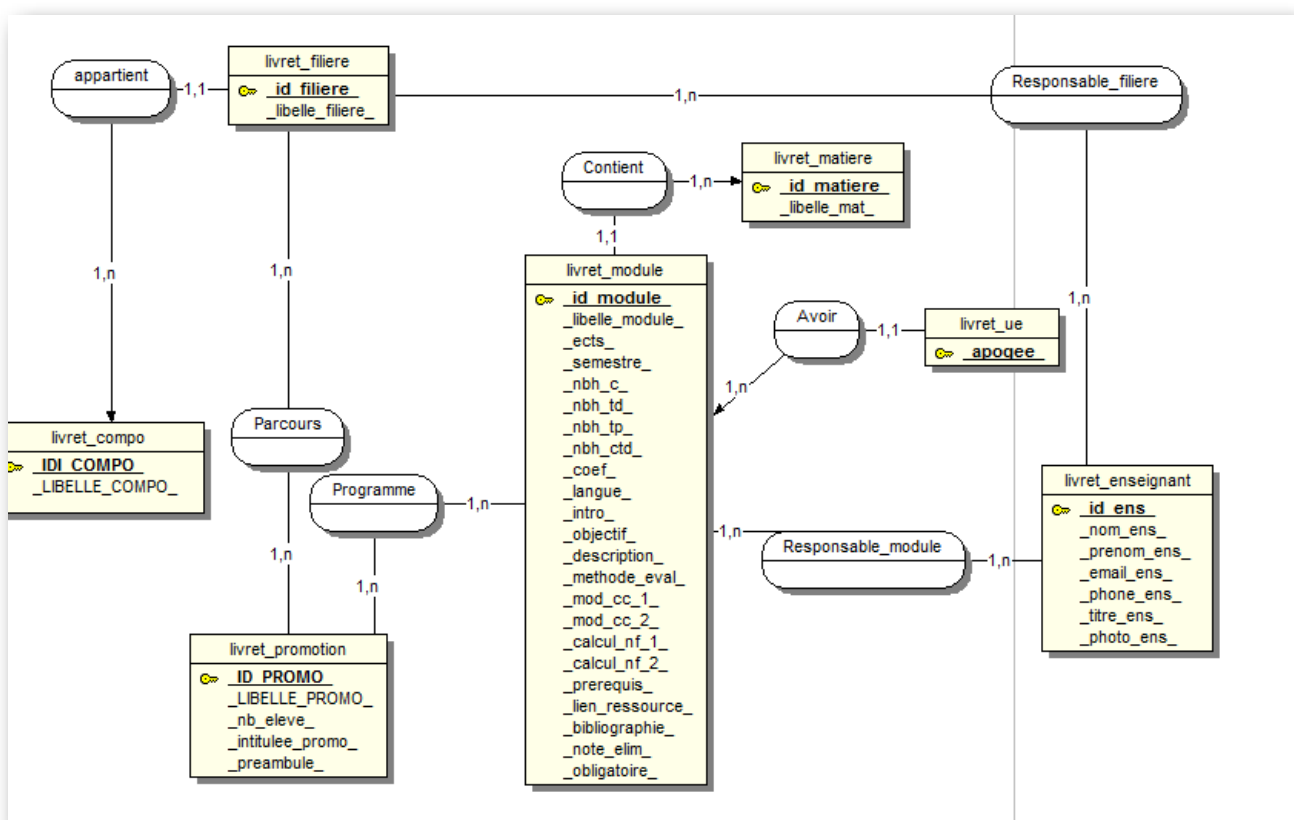 appartient
1,1
livret_filiere
_id_filiere_
_libelle_filiere_
1,n
Responsable_filiere
Contient
1,n
livret_matiere
_id_matiere_
_libelle_mat_
1,1
1,n
1,n
1,n
livret_module
_id_module_
_libelle_module_
_ects_
_semestre_
_nbh_c_
_nbh_td_
_nbh_tp_
_nbh_ctd_
_coef_
_langue_
_intro_
_objectif_
_description_
_methode_eval_
_mod_cc_1_
_mod_cc_2_
_calcul_nf_1_
_calcul_nf_2_
_prerequis_
_lien_ressource_
_bibliographie_
_note_elim_
_obligatoire_
Avoir
1,1
livret_ue
_apogee_
1,n
livret_compo
_IDI_COMPO_
_LIBELLE_COMPO_
Parcours
Programme
1,n
1,n
1,n
livret_promotion
_ID_PROMO_
_LIBELLE_PROMO_
_nb_eleve_
_intitulee_promo_
_preambule_
1,n
Responsable_module
1,n
livret_enseignant
_id_ens_
_nom_ens_
_prenom_ens_
_email_ens_
_phone_ens_
_titre_ens_
_photo_ens_